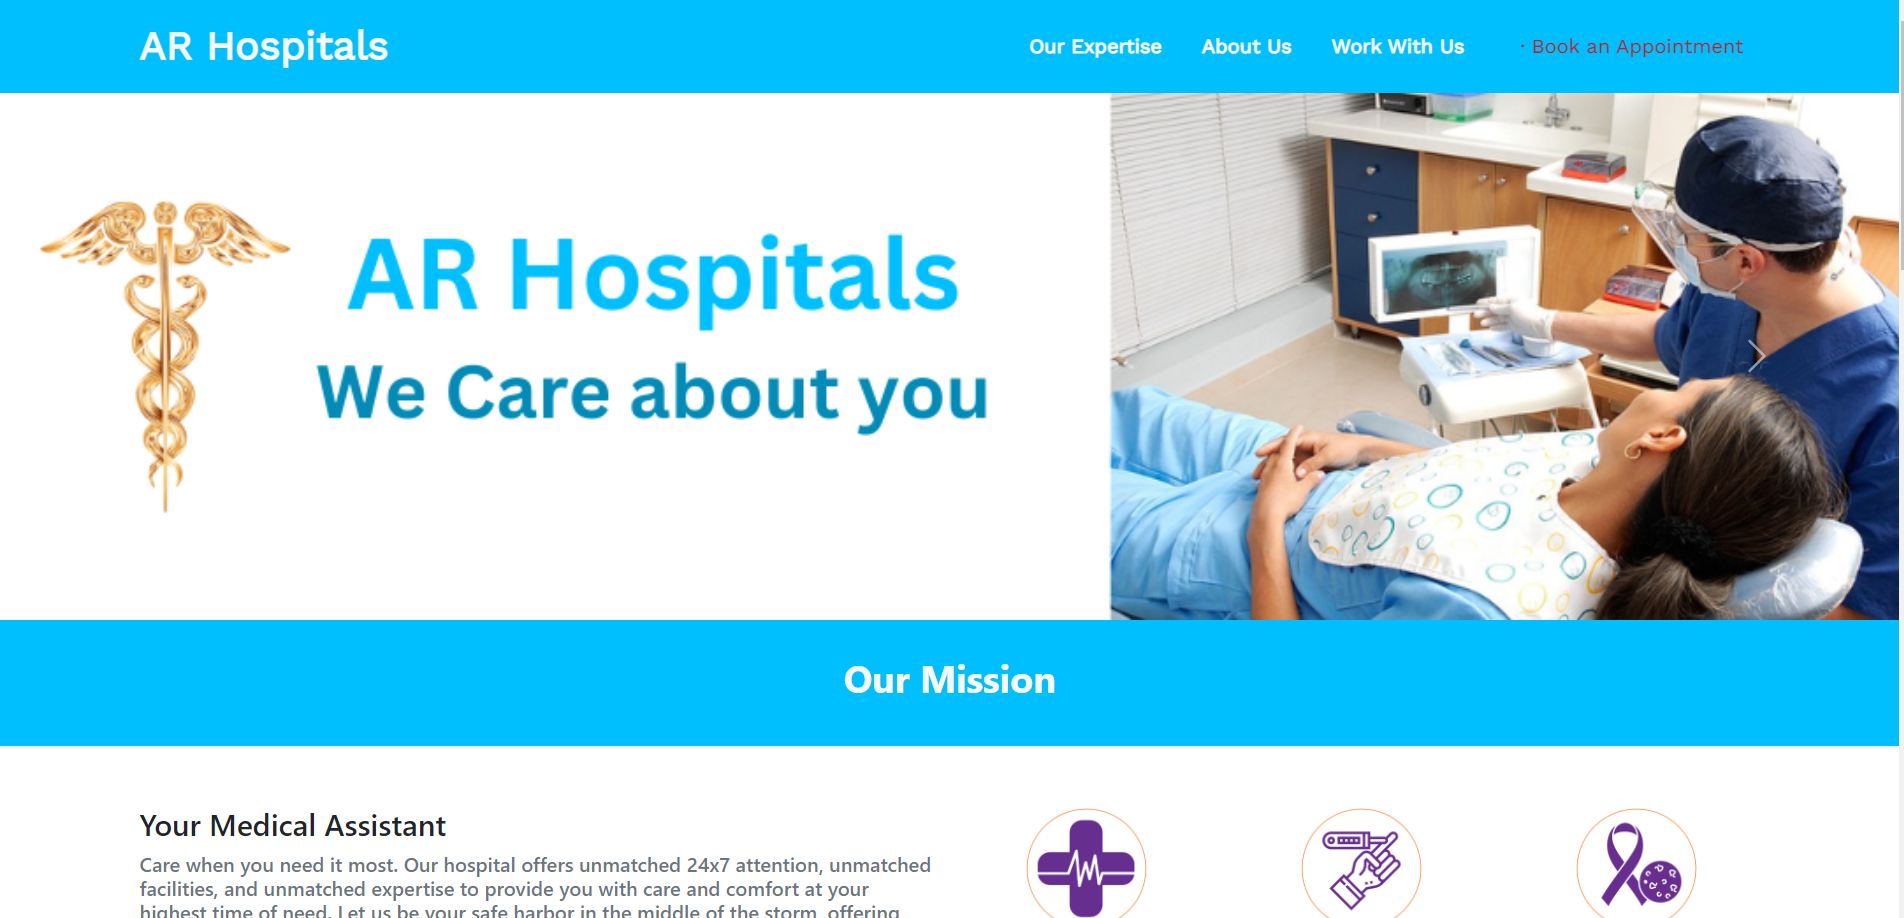 AR Hospitals
Our Expertise
About Us
Work With Us
· Book an Appointment
AR Hospitals
We Care about you
Our Mission
Your Medical Assistant
Care when you need it most. Our hospital offers unmatched 24x7 attention, unmatched
facilities, and unmatched expertise to provide you with care and comfort at your
highest time of need. Let us be your safe harbor in the middle of the storm, offering